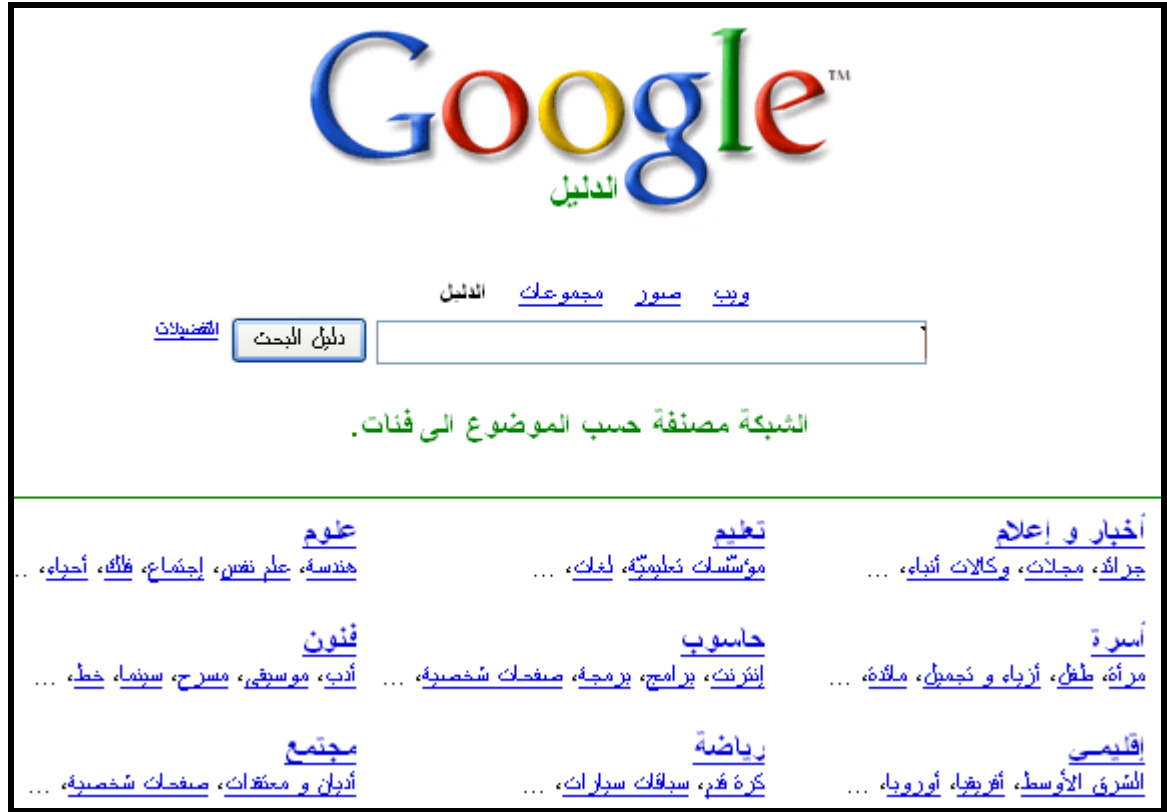 Google™
الدليل
ويب صور مجموعات الدليل
دليل البحث التفضيلات
الشبكة مصنفة حسب الموضوع الى فئات.
أخبار و إعلام تعليم علوم
جرائد، مجلات، وكالات أنباء، ... مؤسّسات تعليميّة، لغات، ... هندسة، علم نفس، إجتماع، فلك، أحياء، ..
أسرة حاسوب فنون
مرأة، طفل، أزياء و تجميل، مائدة، ... إنترنت، برامج، برمجة، صفحات شخصية، ... أدب، موسيقى، مسرح، سينما، خط، ...
إقليمـي رياضة مجتمع
الشرق الأوسط، أفريقيا، أوروبا، ... كرة قدم، سباقات سيارات، ... أديان و معتقدات، صفحات شخصية، ...